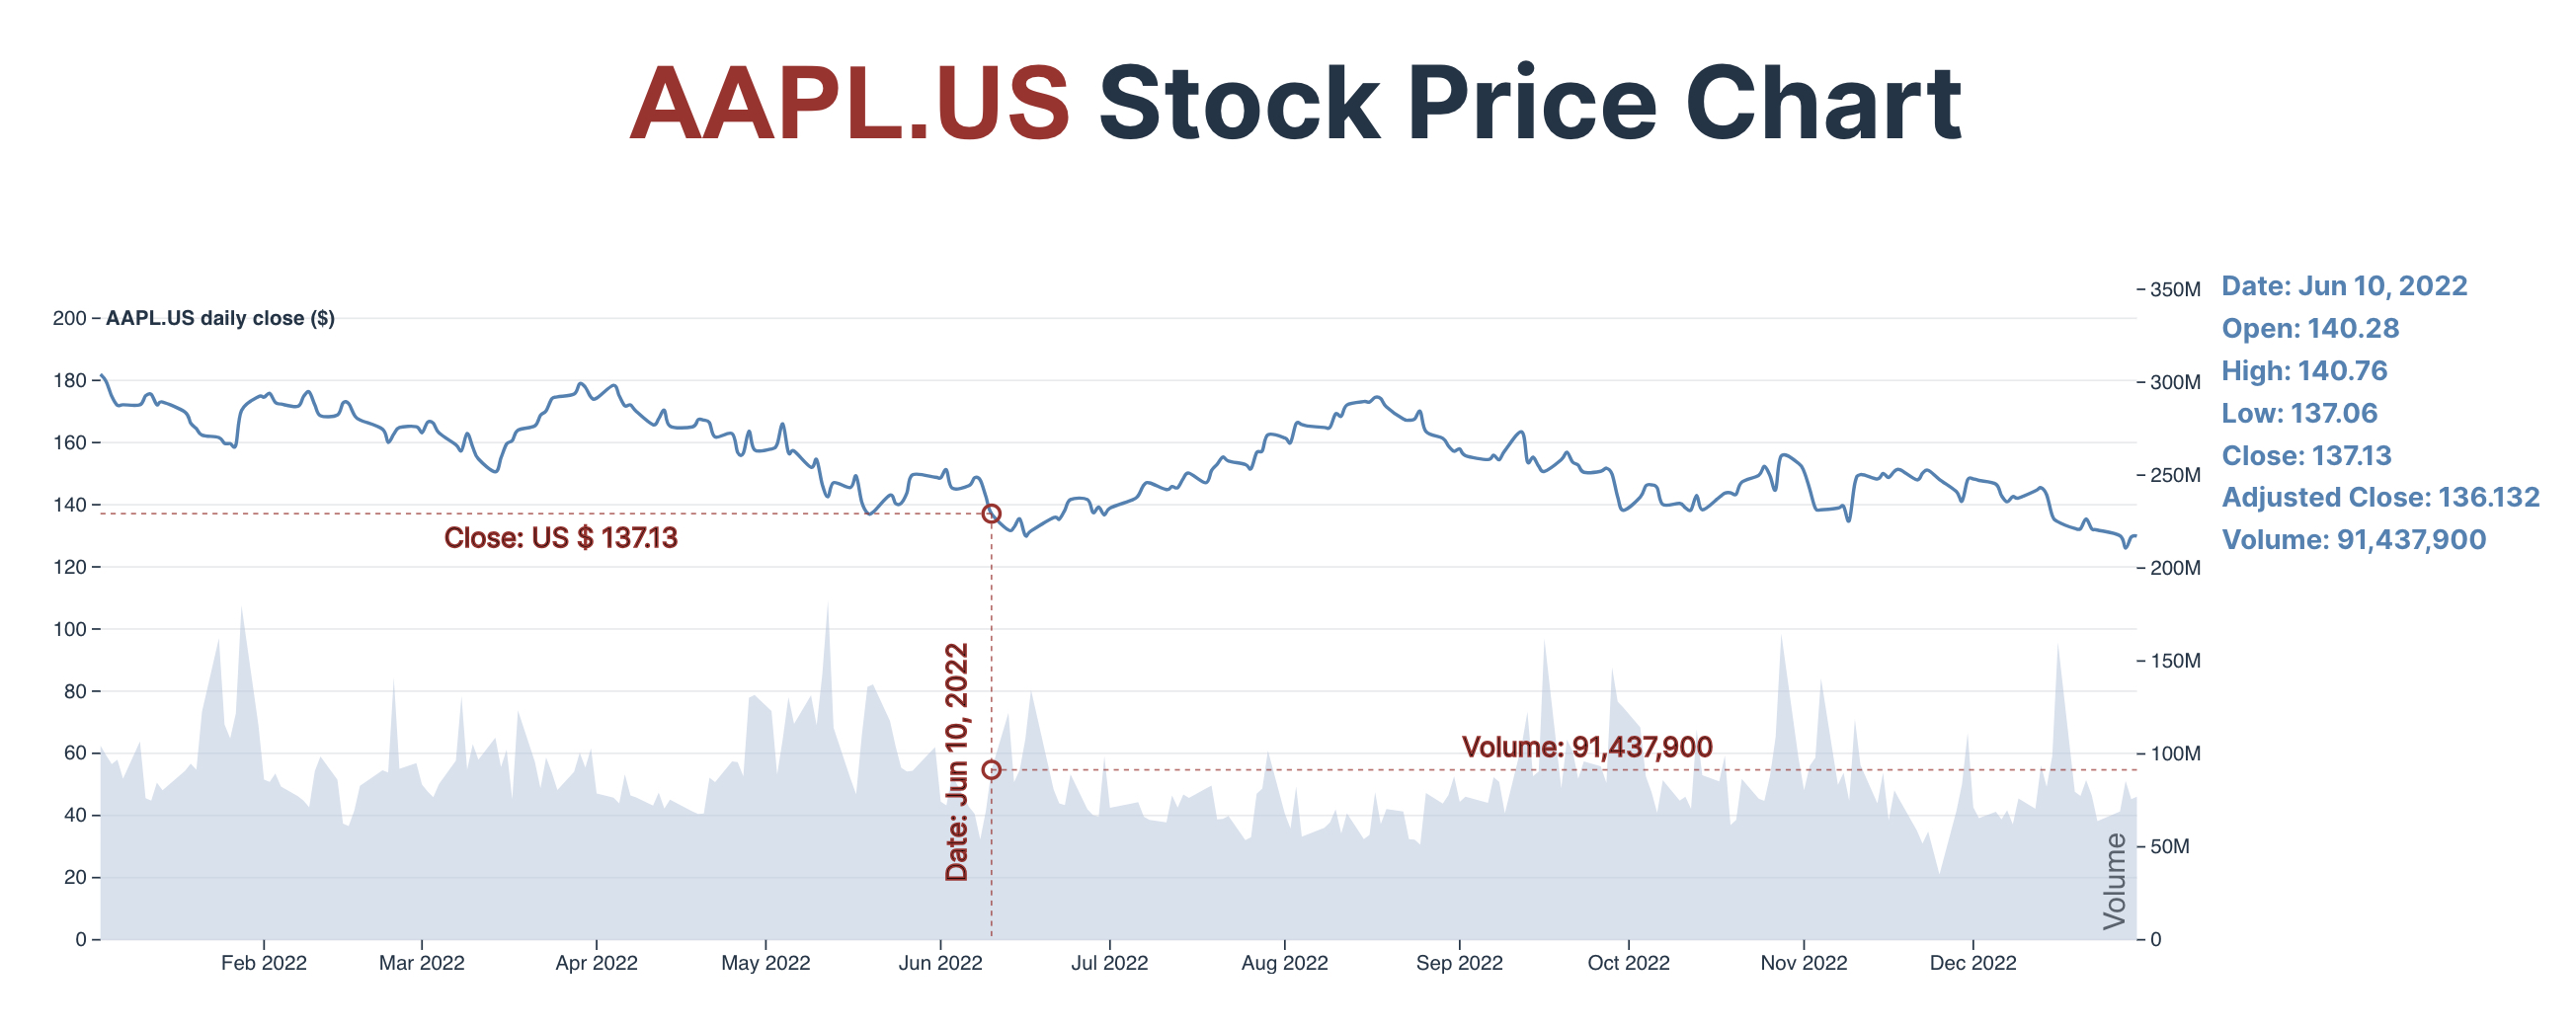 AAPL.US Stock Price Chart
AAPL.US daily close ($)
200
180
160
140
120
100
80
60
40
20
0
350M
300M
250M
200M
150M
100M
50M
0
Date: Jun 10, 2022
Open: 140.28
High: 140.76
Low: 137.06
Close: 137.13
Adjusted Close: 136.132
Volume: 91,437,900
Close: US $ 137.13
Date: Jun 10, 2022
Volume: 91,437,900
Volume
Feb 2022
Mar 2022
Apr 2022
May 2022
Jun 2022
Jul 2022
Aug 2022
Sep 2022
Oct 2022
Nov 2022
Dec 2022